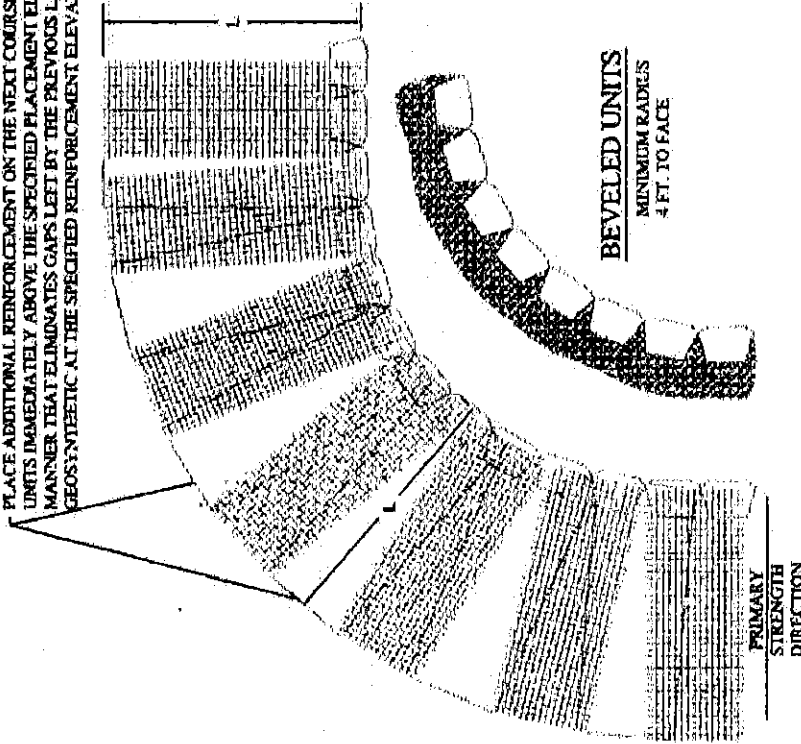 PLACE ADDITIONAL REINFORCEMENT ON THE NEXT COURSE
UNITS IMMEDIATELY ABOVE THE SPECIFIED PLACEMENT EL
MANNER THAT ELIMINATES GAPS LEFT BY THE PREVIOUS L
GEOSYNTHETIC AT THE SPECIFIED REINFORCEMENT ELEVA
L
L
BEVELED UNITS
MINIMUM RADIUS
4 FT. TO FACE
PRIMARY
STRENGTH
DIRECTION